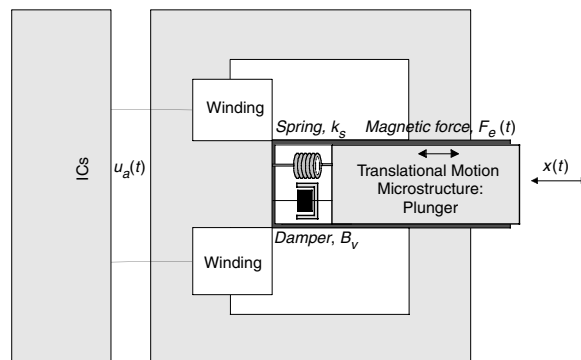 Winding
Spring, k_s
Magnetic force, F_e (t)
ICs
u_a(t)
Translational Motion
Microstructure:
Plunger
x(t)
Damper, B_v
Winding